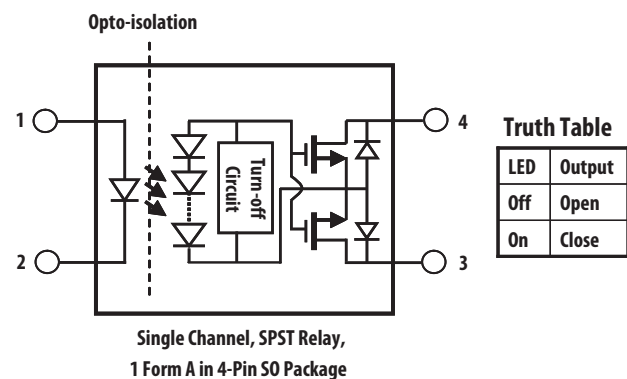 Opto-isolation
1
2
Turn-off
Circuit
4
3
Truth Table
LED Output
Off Open
On Close
Single Channel, SPST Relay,
1 Form A in 4-Pin SO Package